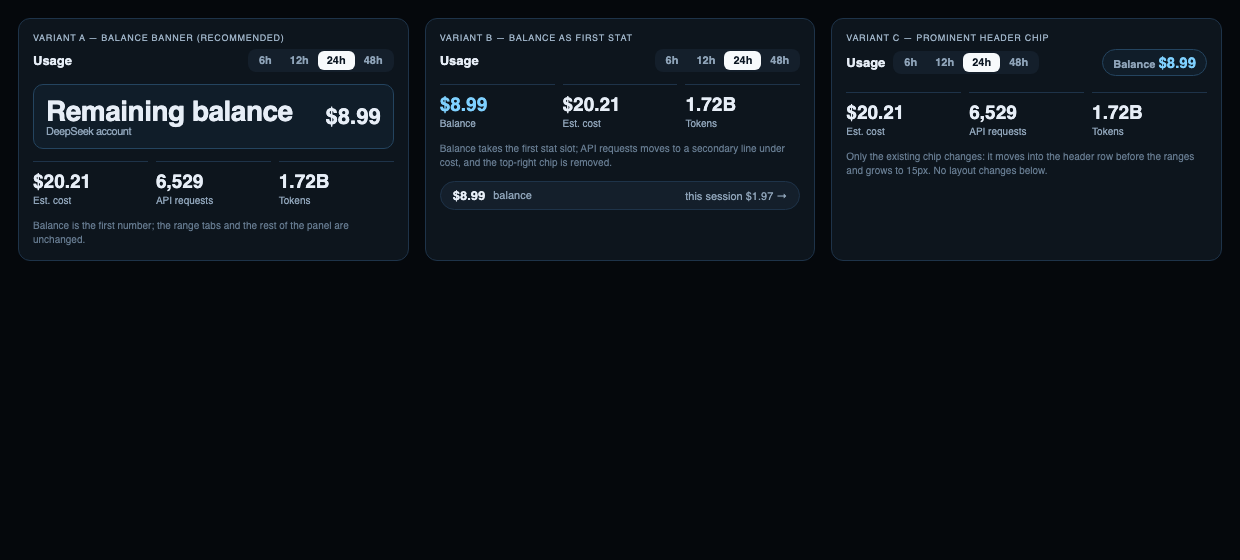 VARIANT A — BALANCE BANNER (RECOMMENDED)
Usage
6h 12h 24h 48h
Remaining balance
DeepSeek account
$8.99
$20.21 6,529 1.72B
Est. cost API requests Tokens
Balance is the first number; the range tabs and the rest of the panel are
unchanged.
VARIANT B — BALANCE AS FIRST STAT
Usage
6h 12h 24h 48h
$8.99 $20.21 1.72B
Balance Est. cost Tokens
Balance takes the first stat slot; API requests moves to a secondary line under
cost, and the top-right chip is removed.
$8.99 balance this session $1.97 →
VARIANT C — PROMINENT HEADER CHIP
Usage 6h 12h 24h 48h Balance $8.99
$20.21 6,529 1.72B
Est. cost API requests Tokens
Only the existing chip changes: it moves into the header row before the ranges
and grows to 15px. No layout changes below.